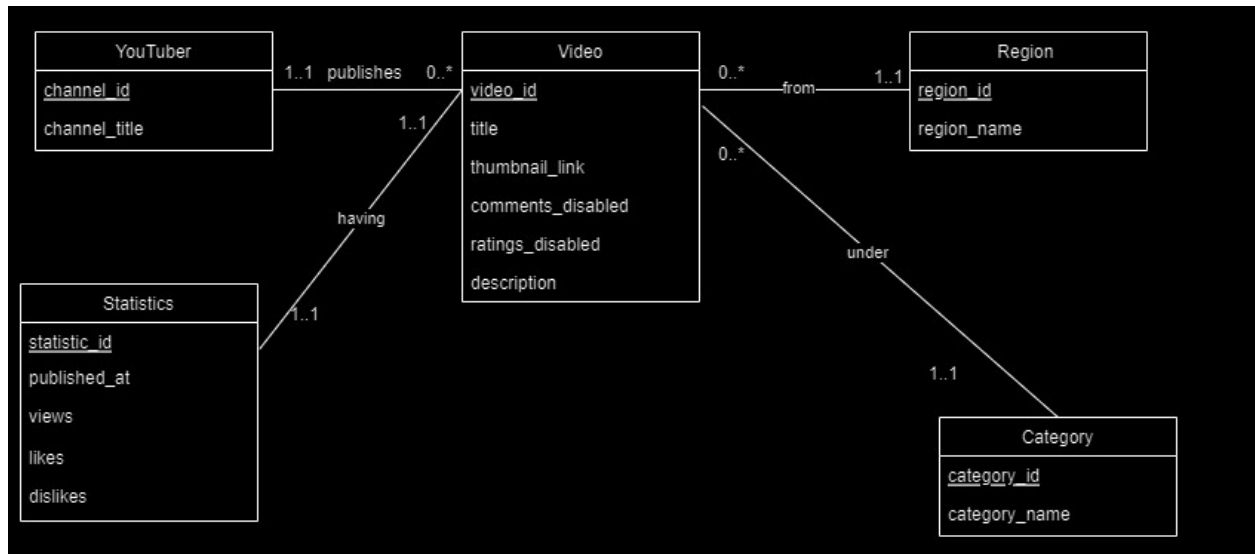 YouTuber
channel_id
channel_title
1..1 publishes 0..*
Video
video_id
title
thumbnail_link
comments_disabled
ratings_disabled
description
0..*
from
1..1
Region
region_id
region_name
1..1
having
1..1
0..*
under
1..1
Statistics
statistic_id
published_at
views
likes
dislikes
Category
category_id
category_name